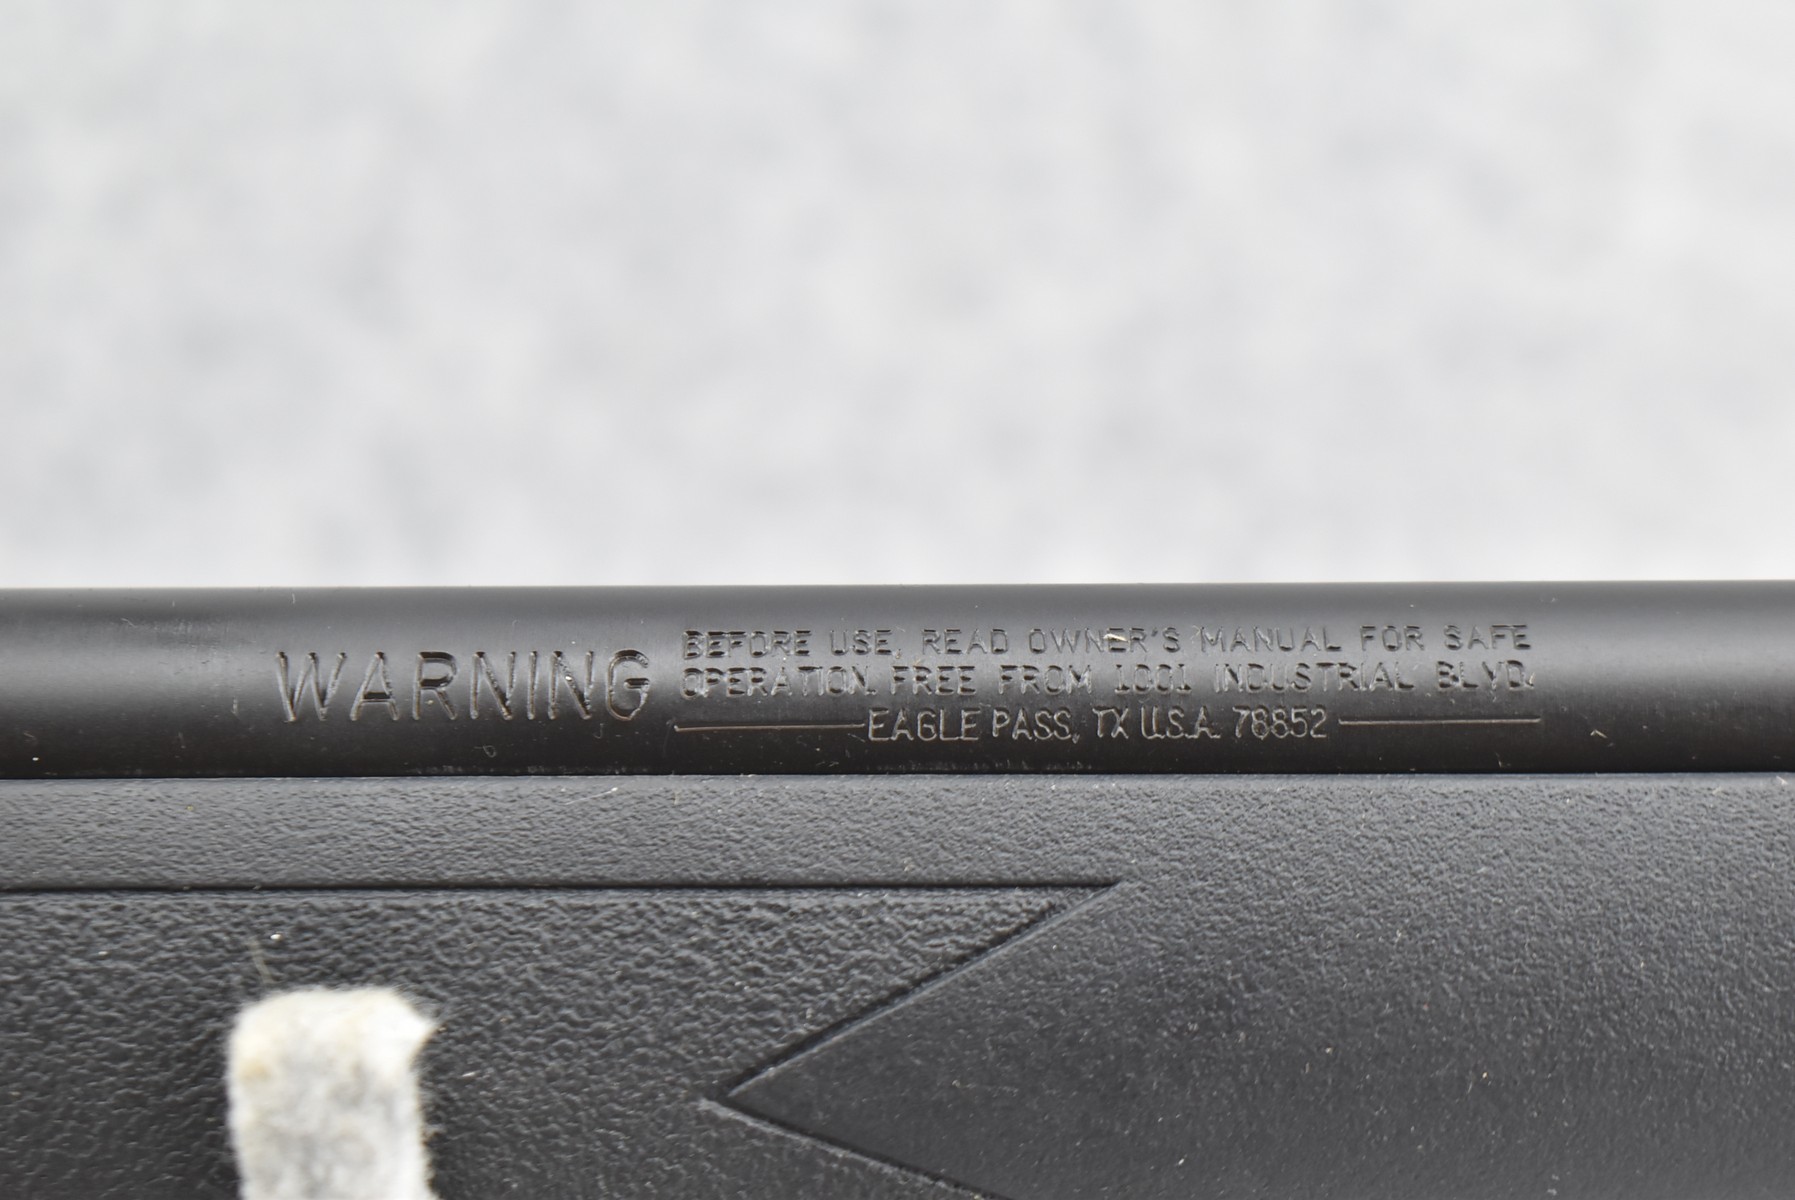 WARNING
BEFORE USE, READ OWNER'S MANUAL FOR SAFE
OPERATION. FREE FROM 1001 INDUSTRIAL BLVD.
EAGLE PASS, TX U.S.A. 78852